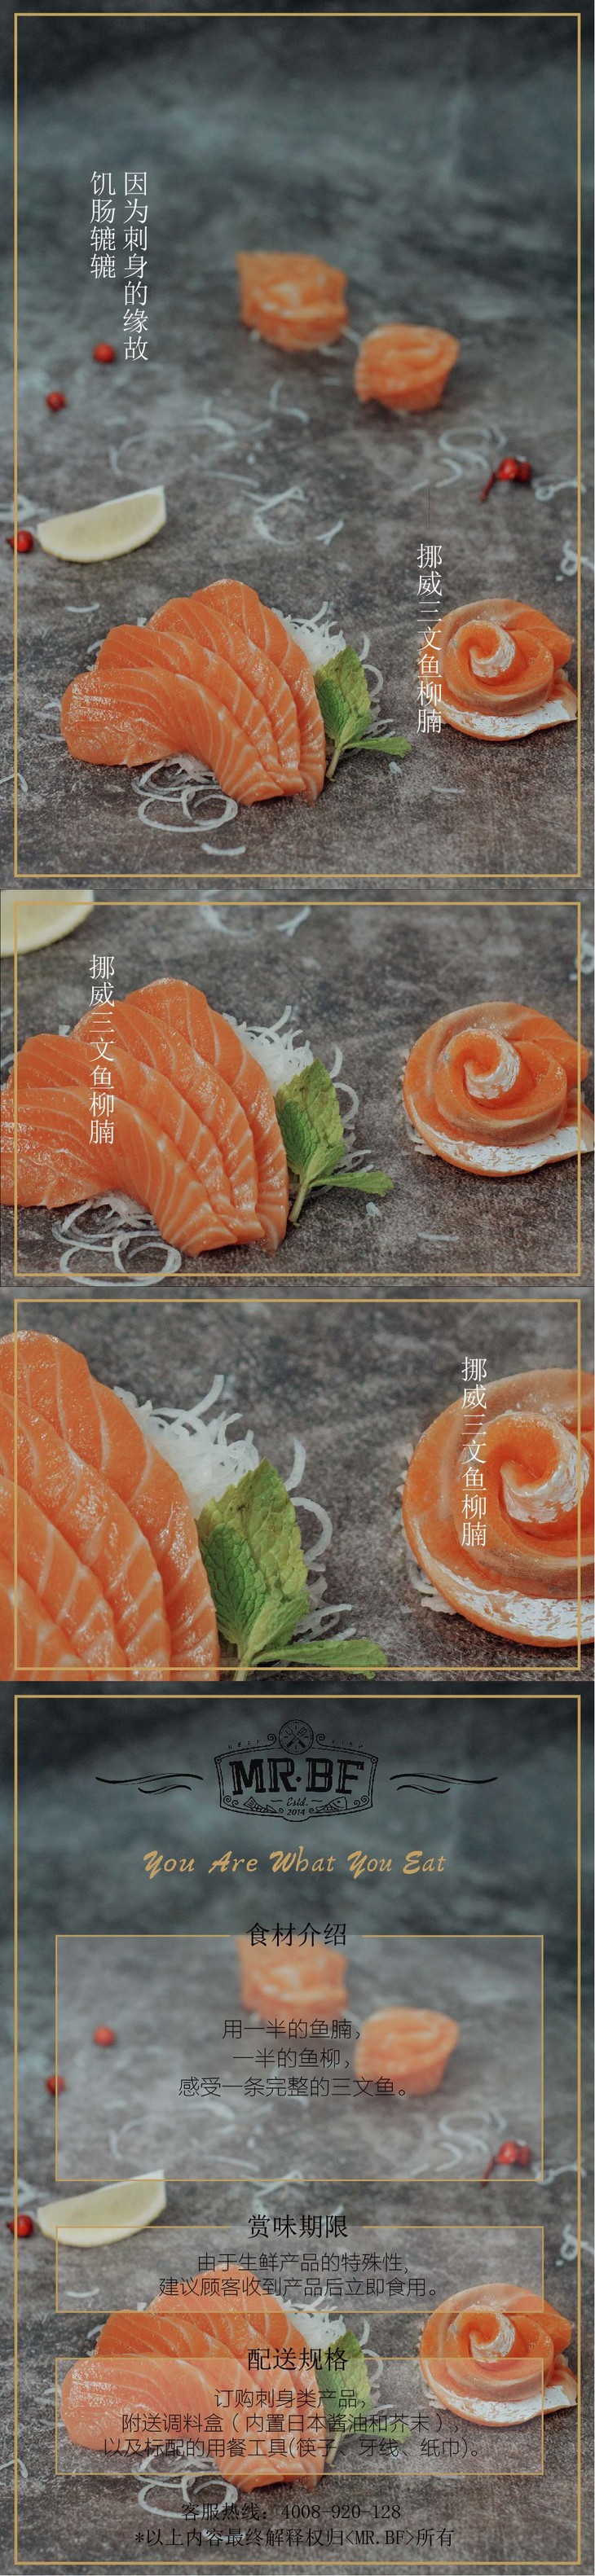 因为刺身的缘故
饥肠辘辘
挪威三文鱼柳腩
挪威三文鱼柳腩
挪威三文鱼柳腩
MR·BF
Estd.
2014
You Are What You Eat
食材介绍
用一半的鱼腩，
一半的鱼柳，
感受一条完整的三文鱼。
赏味期限
由于生鲜产品的特殊性，
建议顾客收到产品后立即食用。
配送规格
订购刺身类产品，
附送调料盒（内置日本酱油和芥末），
以及标配的用餐工具(筷子、牙线、纸巾)。
客服热线：4008-920-128
*以上内容最终解释权归<MR.BF>所有